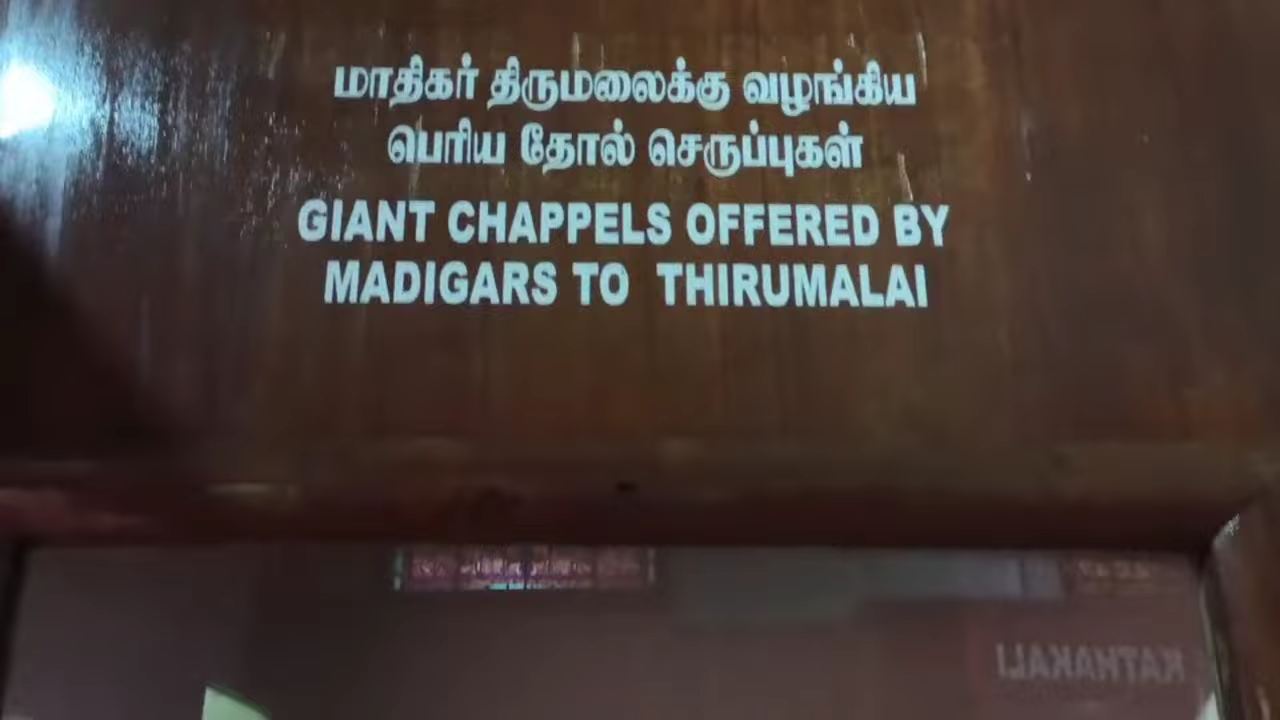 மாதிகர் திருமலைக்கு வழங்கிய
பெரிய தோல் செருப்புகள்
GIANT CHAPPELS OFFERED BY
MADIGARS TO THIRUMALAI
KATHAKALI